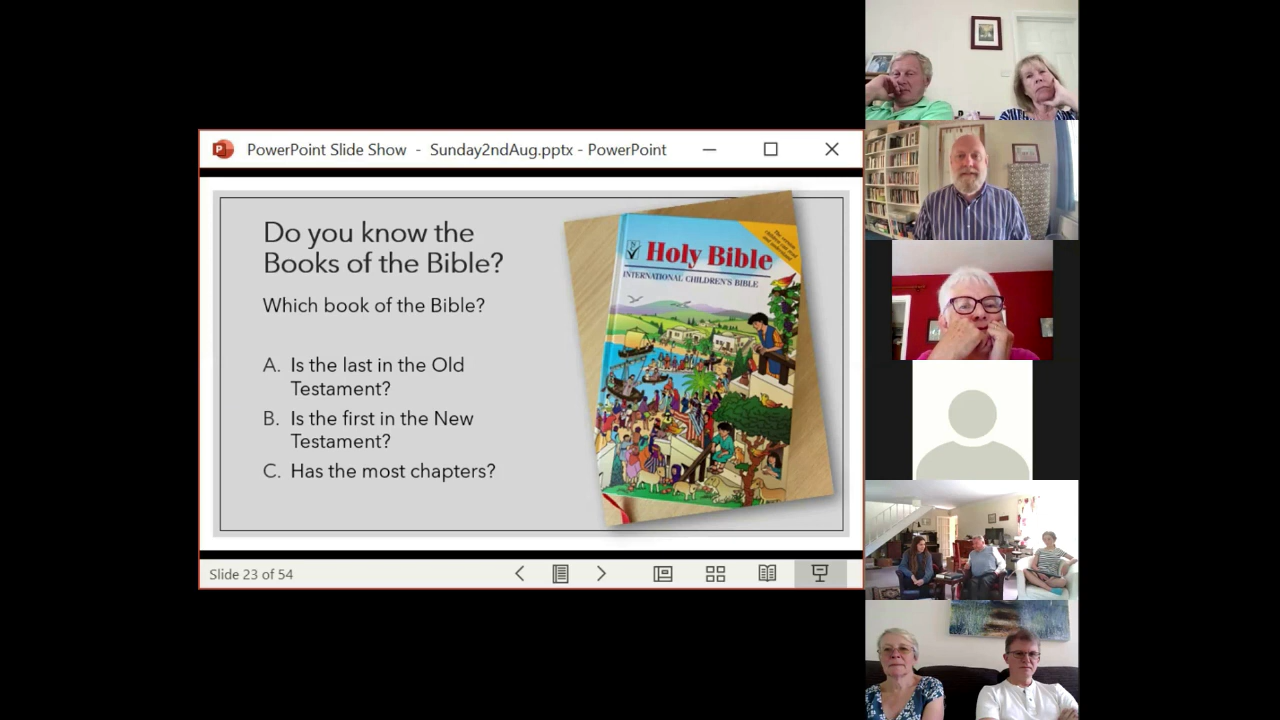 PowerPoint Slide Show - Sunday2ndAug.pptx - PowerPoint
Do you know the
Books of the Bible?
Which book of the Bible?
A. Is the last in the Old
Testament?
B. Is the first in the New
Testament?
C. Has the most chapters?
Holy Bible
INTERNATIONAL CHILDREN'S BIBLE
Slide 23 of 54